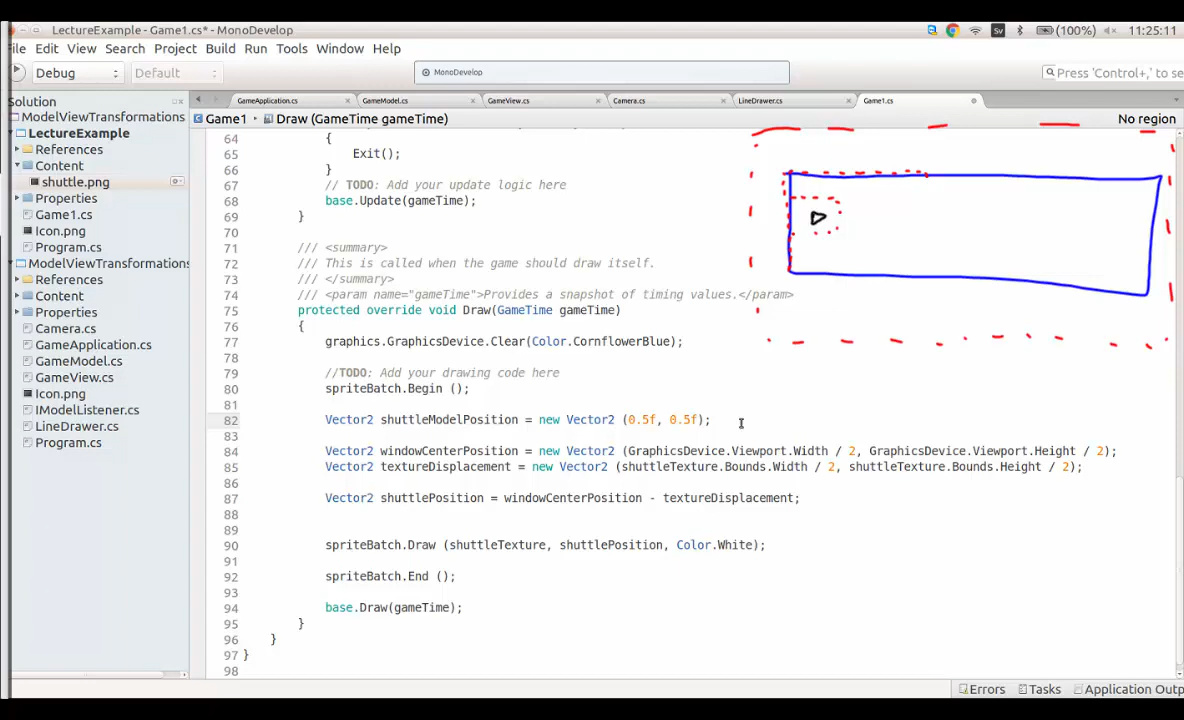 LectureExample - Game1.cs* - MonoDevelop
Sv (100%) 11:25:11
ile Edit View Search Project Build Run Tools Window Help
Debug Default MonoDevelop Press 'Control+,' to se
Solution
GameApplication.cs GameModel.cs GameView.cs Camera.cs LineDrawer.cs Game1.cs
Game1 Draw (GameTime gameTime) No region
ModelViewTransformations
LectureExample
References
Content
shuttle.png
Properties
Game1.cs
Icon.png
Program.cs
ModelViewTransformations
References
Content
Properties
Camera.cs
GameApplication.cs
GameModel.cs
GameView.cs
Icon.png
IModelListener.cs
LineDrawer.cs
Program.cs
64 {
65 Exit();
66 }
67 // TODO: Add your update logic here
68 base.Update(gameTime);
69 }
70
71 /// <summary>
72 /// This is called when the game should draw itself.
73 /// </summary>
74 /// <param name="gameTime">Provides a snapshot of timing values.</param>
75 protected override void Draw(GameTime gameTime)
76 {
77 graphics.GraphicsDevice.Clear(Color.CornflowerBlue);
78
79 //TODO: Add your drawing code here
80 spriteBatch.Begin ();
81
82 Vector2 shuttleModelPosition = new Vector2 (0.5f, 0.5f);
83
84 Vector2 windowCenterPosition = new Vector2 (GraphicsDevice.Viewport.Width / 2, GraphicsDevice.Viewport.Height / 2);
85 Vector2 textureDisplacement = new Vector2 (shuttleTexture.Bounds.Width / 2, shuttleTexture.Bounds.Height / 2);
86
87 Vector2 shuttlePosition = windowCenterPosition - textureDisplacement;
88
89
90 spriteBatch.Draw (shuttleTexture, shuttlePosition, Color.White);
91
92 spriteBatch.End ();
93
94 base.Draw(gameTime);
95 }
96 }
97 }
98
Errors Tasks Application Outp